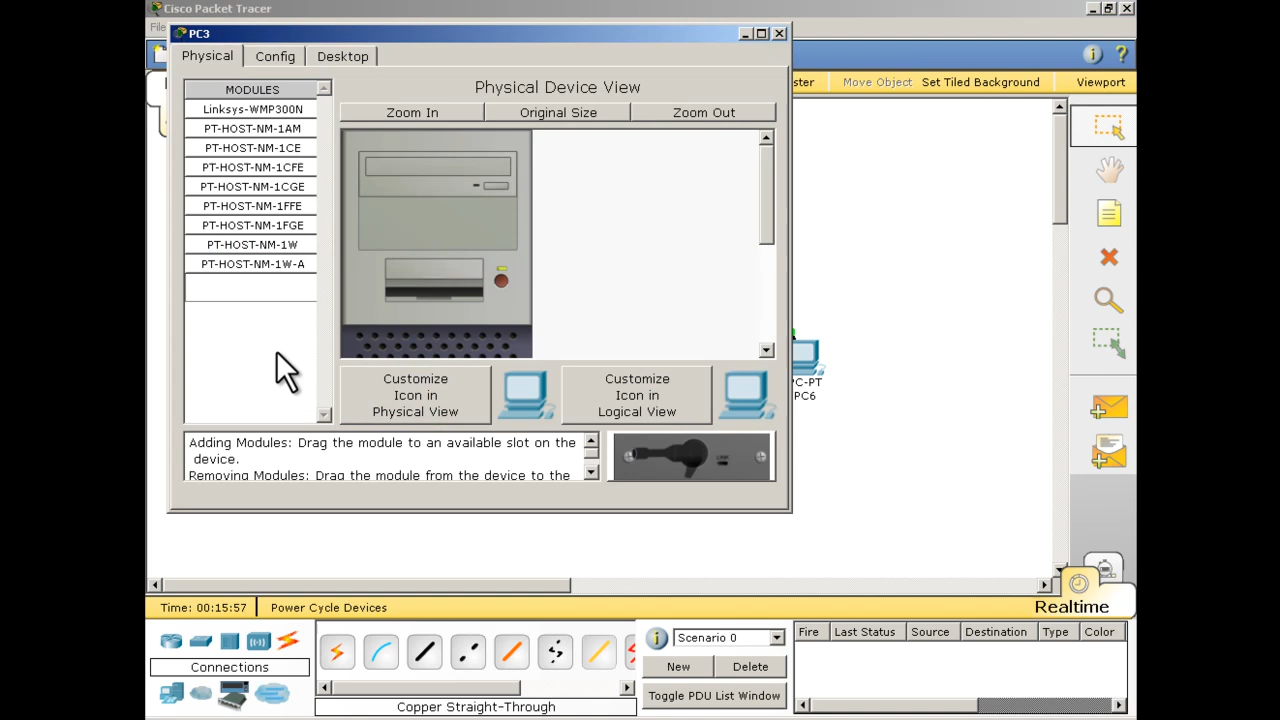 Cisco Packet Tracer
File
PC3
Physical
Config
Desktop
ster
Move Object
Set Tiled Background
Viewport
MODULES
Linksys-WMP300N
PT-HOST-NM-1AM
PT-HOST-NM-1CE
PT-HOST-NM-1CFE
PT-HOST-NM-1CGE
PT-HOST-NM-1FFE
PT-HOST-NM-1FGE
PT-HOST-NM-1W
PT-HOST-NM-1W-A
Physical Device View
Zoom In
Original Size
Zoom Out
Customize
Icon in
Physical View
Customize
Icon in
Logical View
Adding Modules: Drag the module to an available slot on the
device.
Removing Modules: Drag the module from the device to the
LINK
PC-PT
PC6
Time: 00:15:57
Power Cycle Devices
Realtime
Connections
Copper Straight-Through
Scenario 0
New
Delete
Toggle PDU List Window
Fire
Last Status
Source
Destination
Type
Color